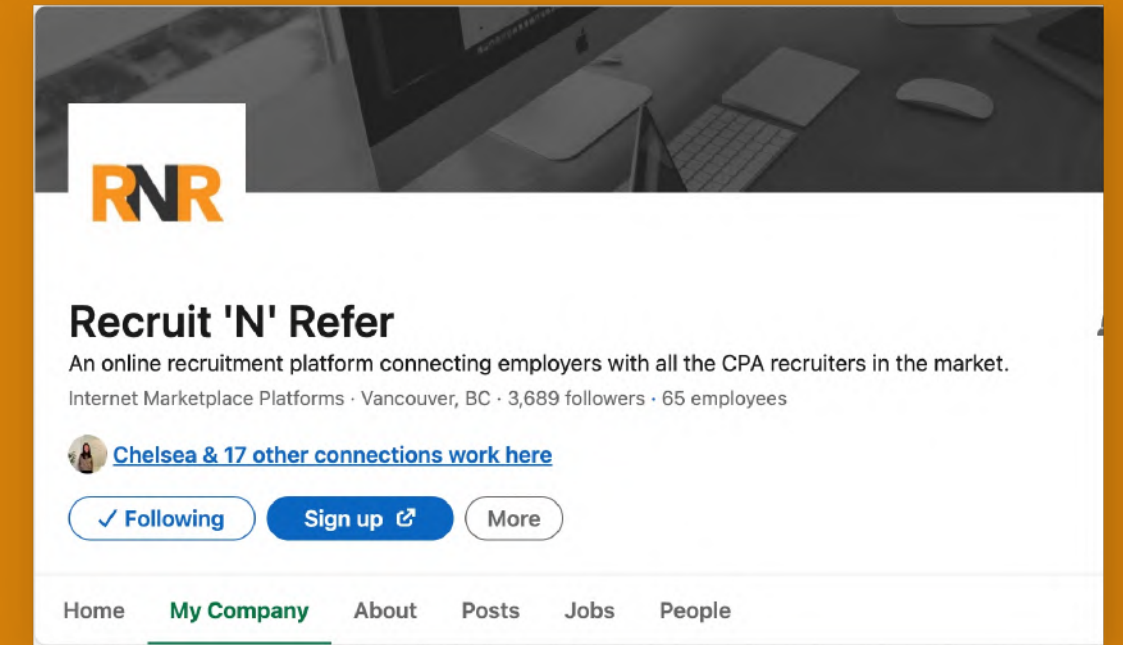 RNR
Recruit 'N' Refer
An online recruitment platform connecting employers with all the CPA recruiters in the market.
Internet Marketplace Platforms · Vancouver, BC · 3,689 followers · 65 employees
Chelsea & 17 other connections work here
✓ Following Sign up More
Home My Company About Posts Jobs People